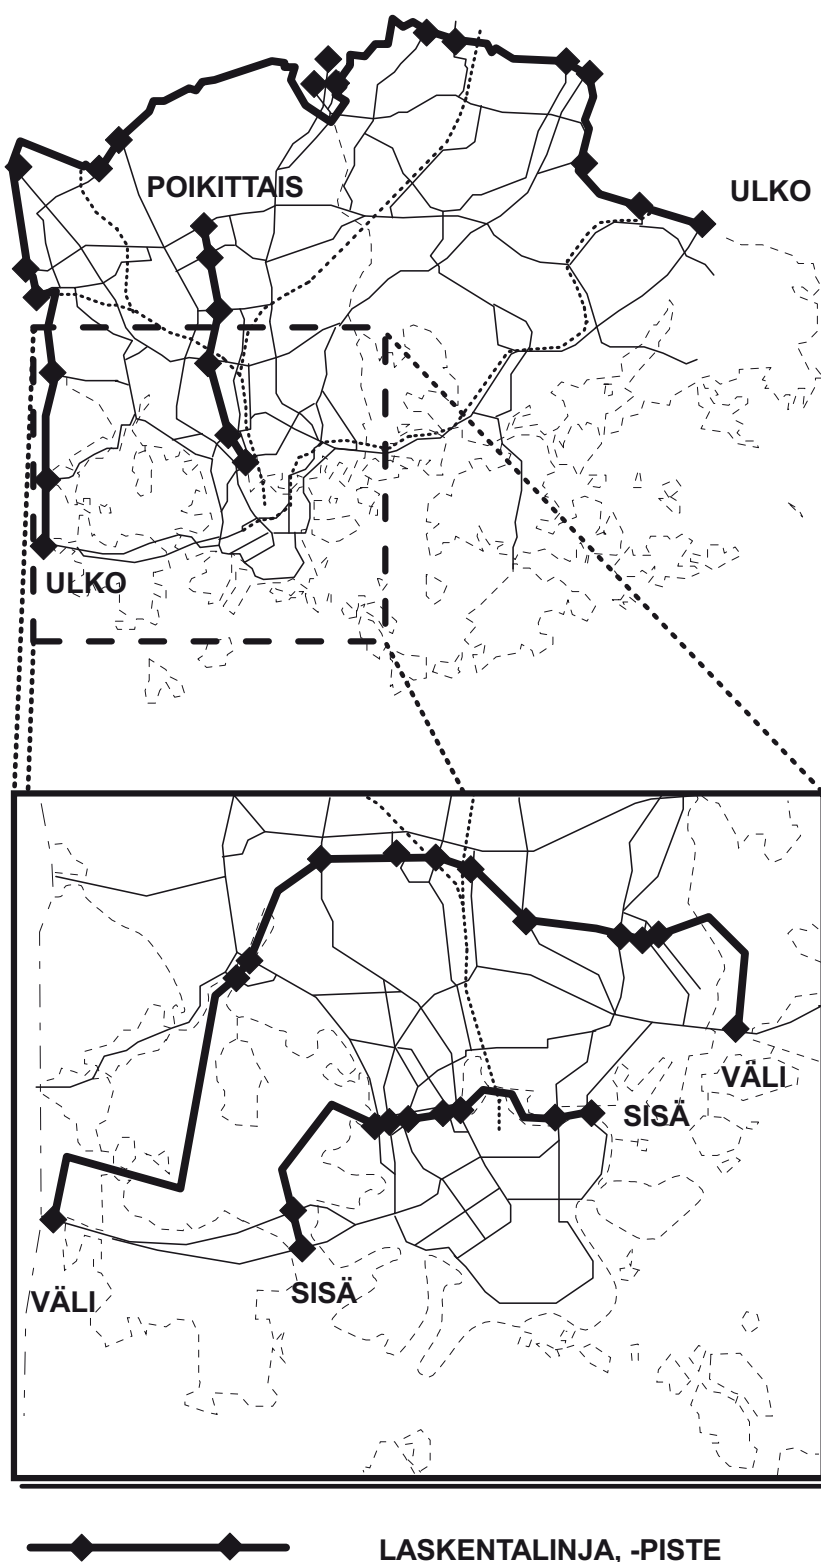 POIKITTAIS
ULKO
ULKO
VÄLI
SISÄ
SISÄ
VÄLI
LASKENTALINJA, -PISTE